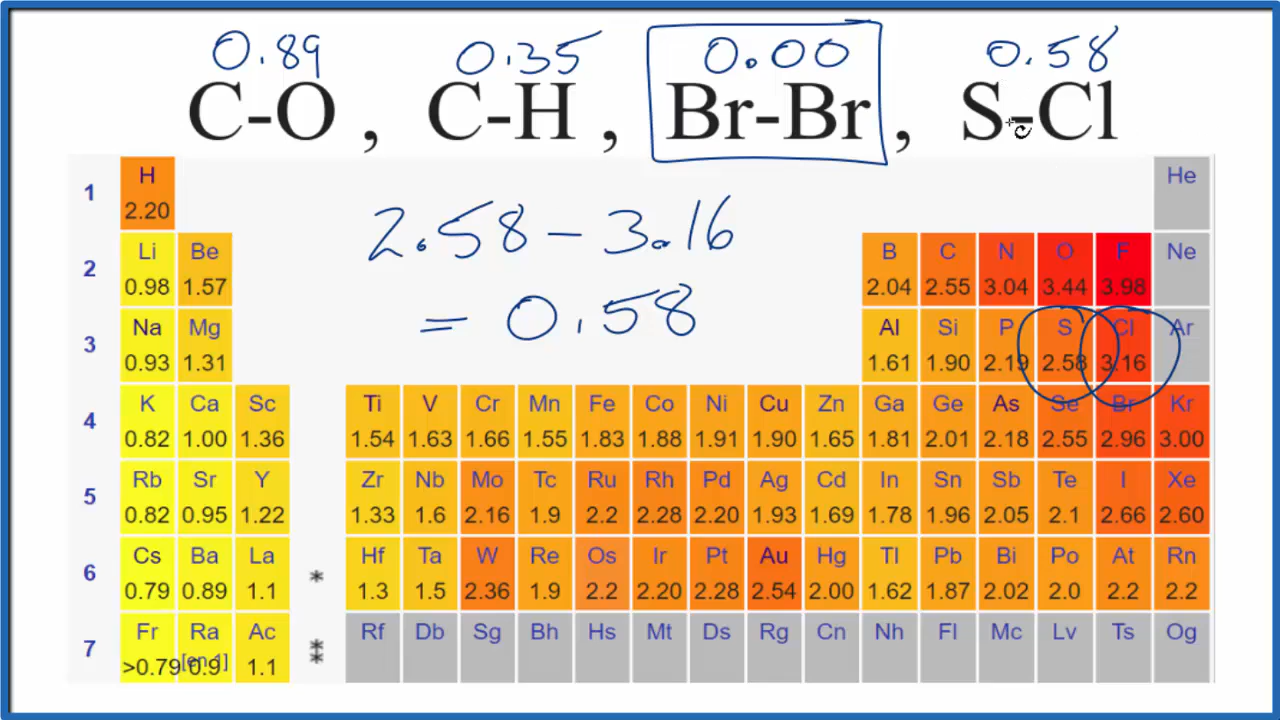 0.89 0.35 0.00 0.58
C-O , C-H , Br-Br , S-Cl
1 H He
2.20
2.58 - 3.16
2 Li Be B C N O F Ne
0.98 1.57 2.04 2.55 3.04 3.44 3.98
= 0.58
3 Na Mg Al Si P S Cl Ar
0.93 1.31 1.61 1.90 2.19 2.58 3.16
4 K Ca Sc Ti V Cr Mn Fe Co Ni Cu Zn Ga Ge As Se Br Kr
0.82 1.00 1.36 1.54 1.63 1.66 1.55 1.83 1.88 1.91 1.90 1.65 1.81 2.01 2.18 2.55 2.96 3.00
5 Rb Sr Y Zr Nb Mo Tc Ru Rh Pd Ag Cd In Sn Sb Te I Xe
0.82 0.95 1.22 1.33 1.6 2.16 1.9 2.2 2.28 2.20 1.93 1.69 1.78 1.96 2.05 2.1 2.66 2.60
6 Cs Ba La * Hf Ta W Re Os Ir Pt Au Hg Tl Pb Bi Po At Rn
0.79 0.89 1.1 1.3 1.5 2.36 1.9 2.2 2.20 2.28 2.54 2.00 1.62 1.87 2.02 2.0 2.2 2.2
7 Fr Ra Ac ** Rf Db Sg Bh Hs Mt Ds Rg Cn Nh Fl Mc Lv Ts Og
>0.79 0.9 [en 1] 1.1